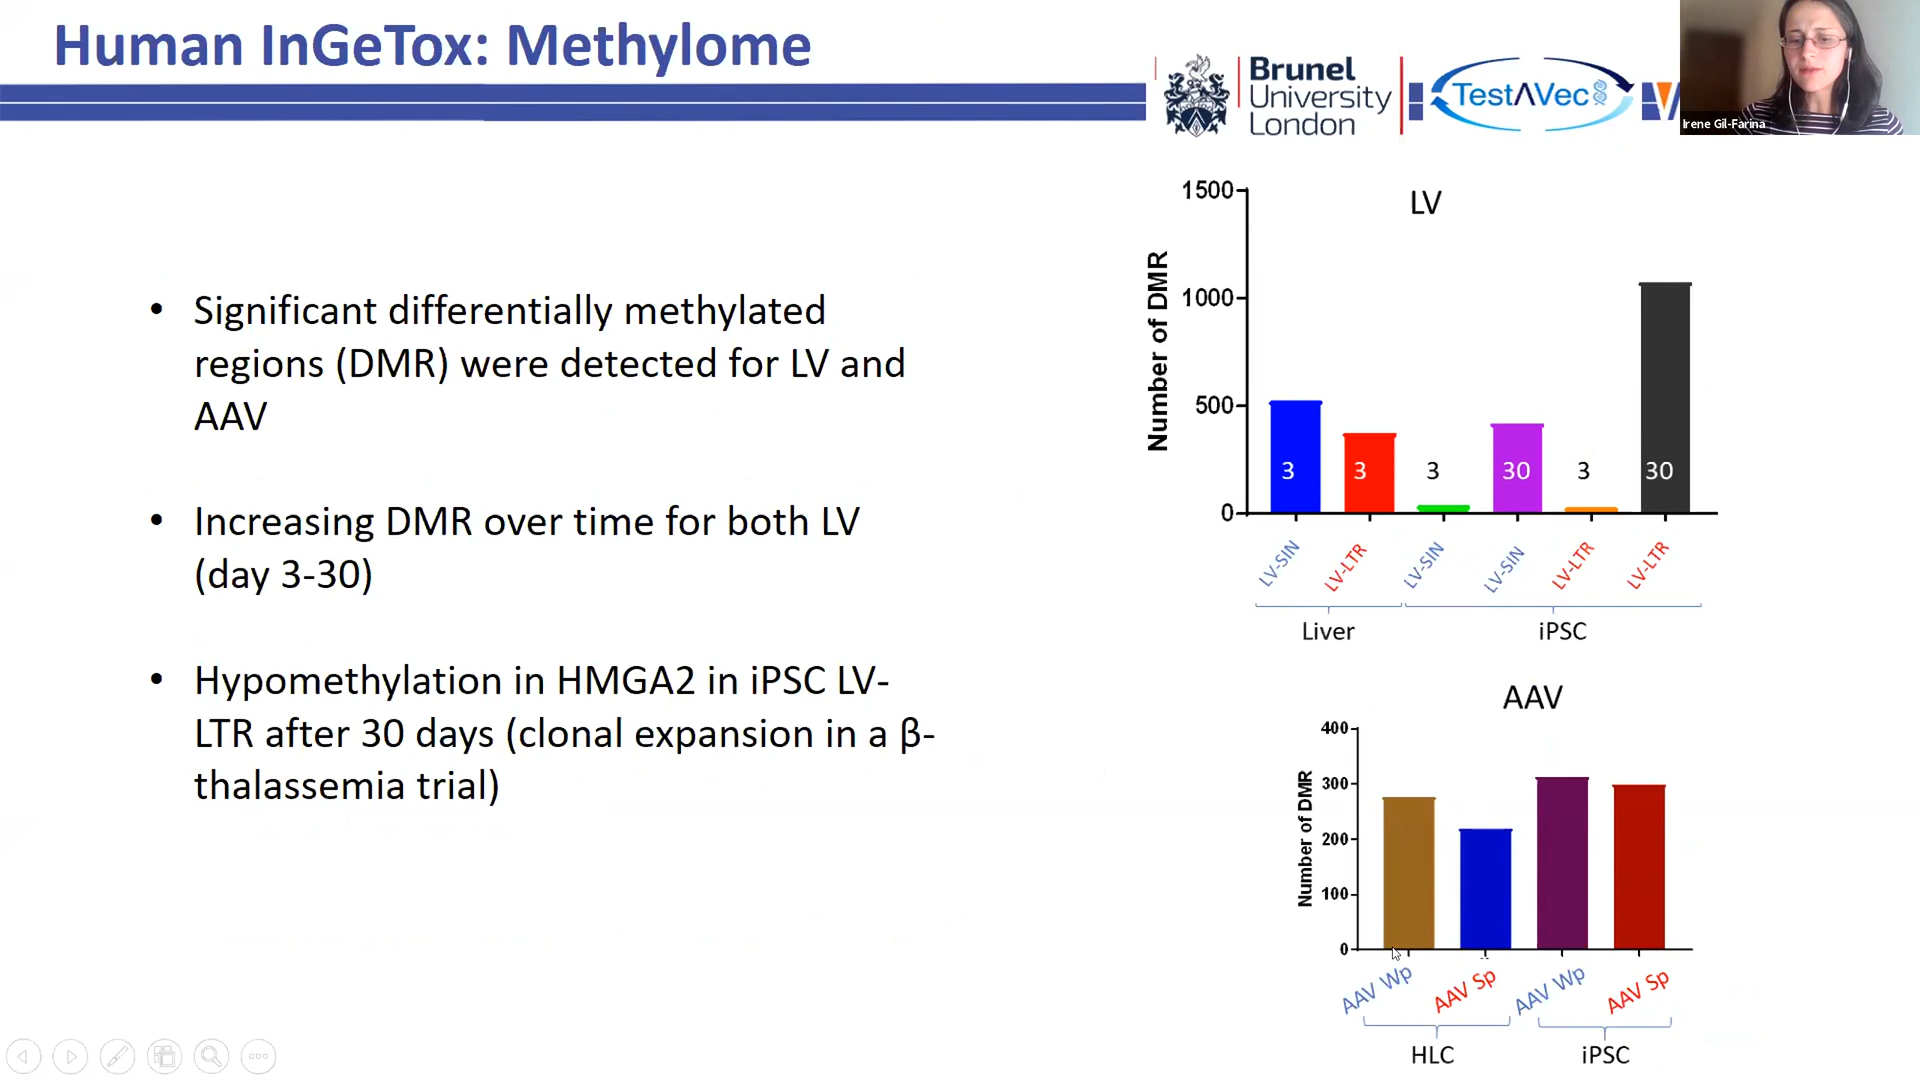 Human InGeTox: Methylome
Brunel
University
London
TestΛVec
Irene Gil-Farina
• Significant differentially methylated
regions (DMR) were detected for LV and
AAV
• Increasing DMR over time for both LV
(day 3-30)
• Hypomethylation in HMGA2 in iPSC LV-
LTR after 30 days (clonal expansion in a β-
thalassemia trial)
LV
Number of DMR
1500
1000
500
0
3 3 3 30 3 30
LV-SIN LV-LTR LV-SIN LV-SIN LV-LTR LV-LTR
Liver iPSC
AAV
Number of DMR
400
300
200
100
0
AAV Wp AAV Sp AAV Wp AAV Sp
HLC iPSC